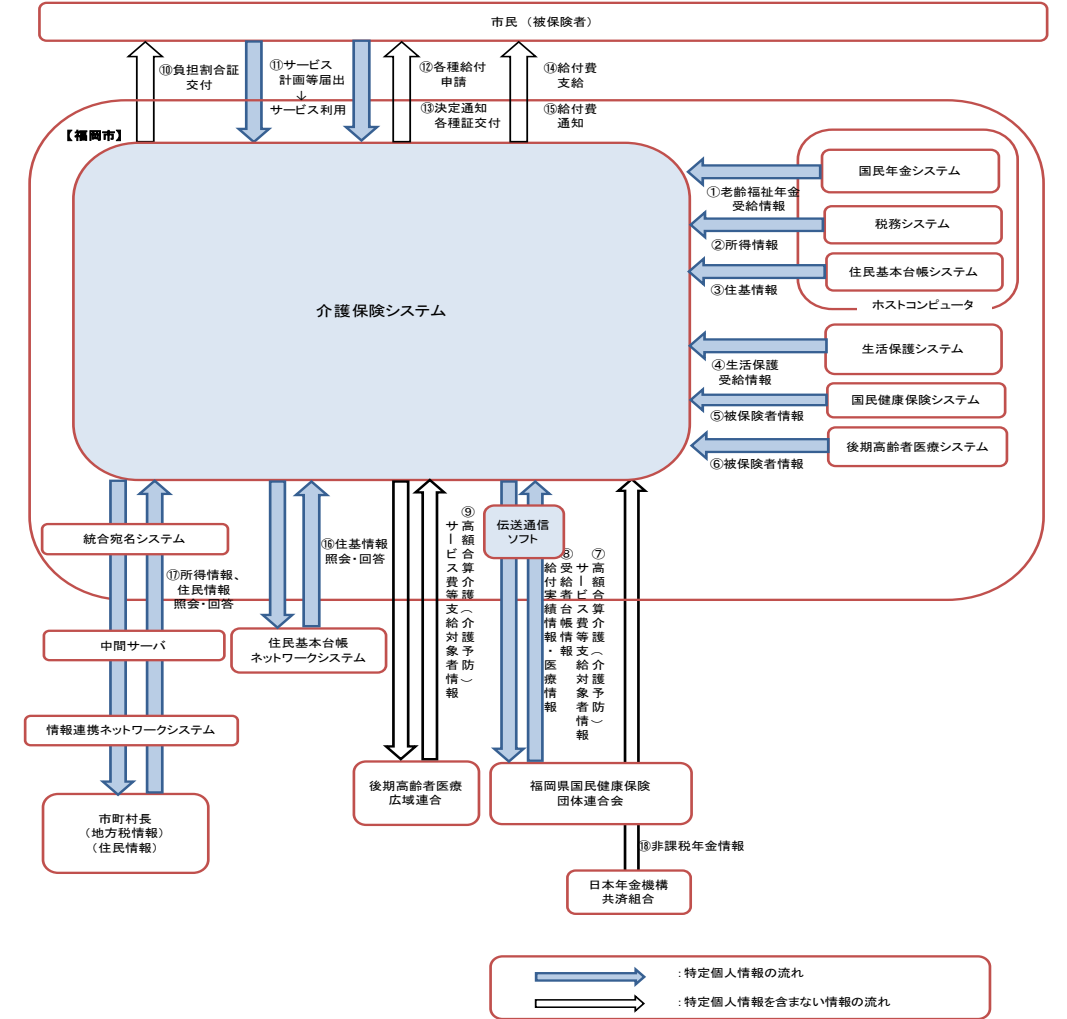 市民（被保険者）
⑩負担割合証
交付
⑪サービス
計画等届出
↓
サービス利用
⑫各種給付
申請
⑬決定通知
各種証交付
⑭給付費
支給
⑮給付費
通知
【福岡市】
介護保険システム
国民年金システム
①老齢福祉年金
受給情報
税務システム
②所得情報
住民基本台帳システム
③住基情報
ホストコンピュータ
生活保護システム
④生活保護
受給情報
国民健康保険システム
⑤被保険者情報
後期高齢者医療システム
⑥被保険者情報
統合宛名システム
⑰所得情報、
住民情報
照会・回答
中間サーバ
情報連携ネットワークシステム
市町村長
（地方税情報）
（住民情報）
⑯住基情報
照会・回答
住民基本台帳
ネットワークシステム
⑨高額合算介護（介護予防）
サービス費等支給対象者情報
後期高齢者医療
広域連合
伝送通信
ソフト
⑦高額合算介護（介護予防）
サービス費等支給対象者情報
⑧受給者台帳情報
給付実績情報・医療情報
福岡県国民健康保険
団体連合会
⑱非課税年金情報
日本年金機構
共済組合
：特定個人情報の流れ
：特定個人情報を含まない情報の流れ